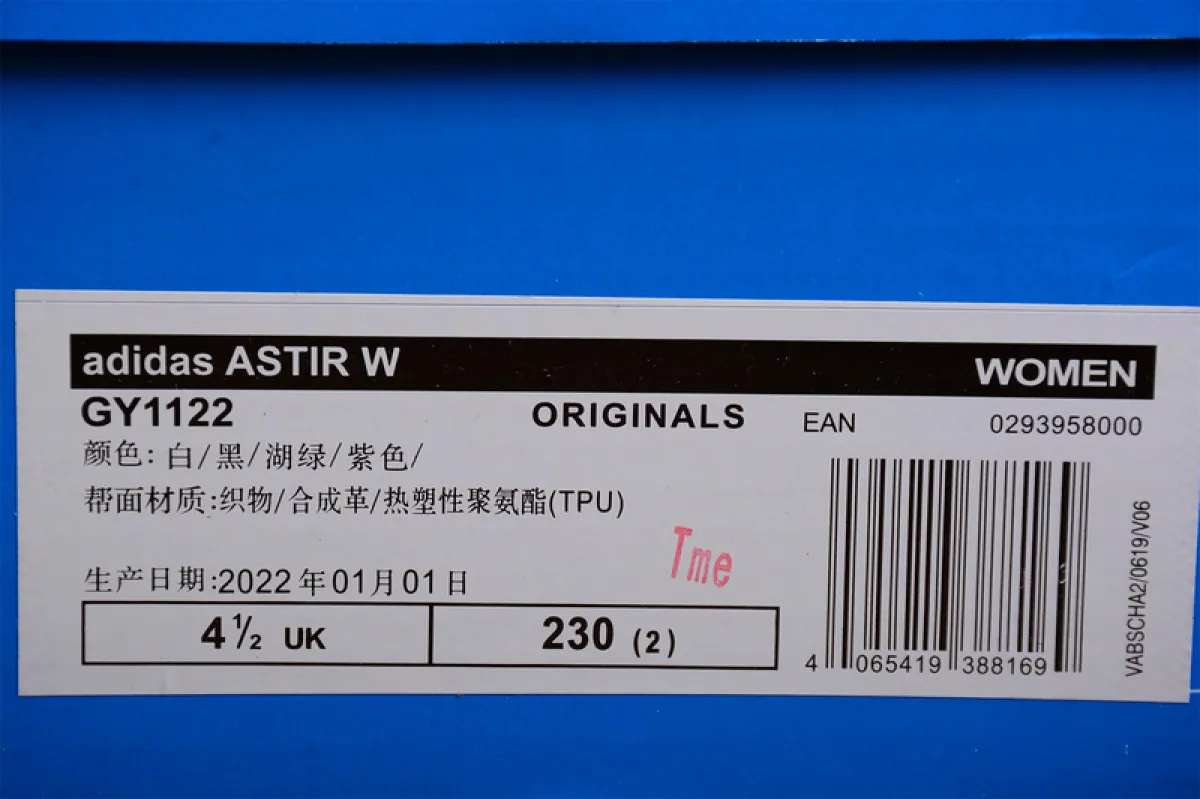 adidas ASTIR W WOMEN
GY1122 ORIGINALS EAN 0293958000
颜色: 白/黑/湖绿/紫色/
帮面材质:织物/合成革/热塑性聚氨酯(TPU)
Tme
生产日期:2022年01月01日
4½ UK 230 (2)
4 065419 388169
VABSCHA2/0619/V06